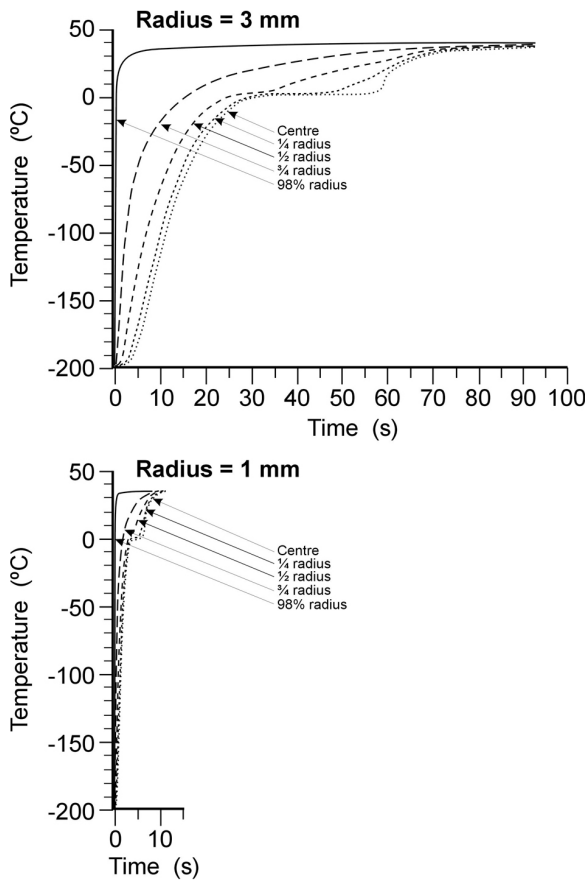 Radius = 3 mm
50
0
-50
-100
-150
-200
Temperature (ºC)
Centre
¼ radius
½ radius
¾ radius
98% radius
0 10 20 30 40 50 60 70 80 90 100
Time (s)
Radius = 1 mm
50
0
-50
-100
-150
-200
Temperature (ºC)
Centre
¼ radius
½ radius
¾ radius
98% radius
0 10
Time (s)